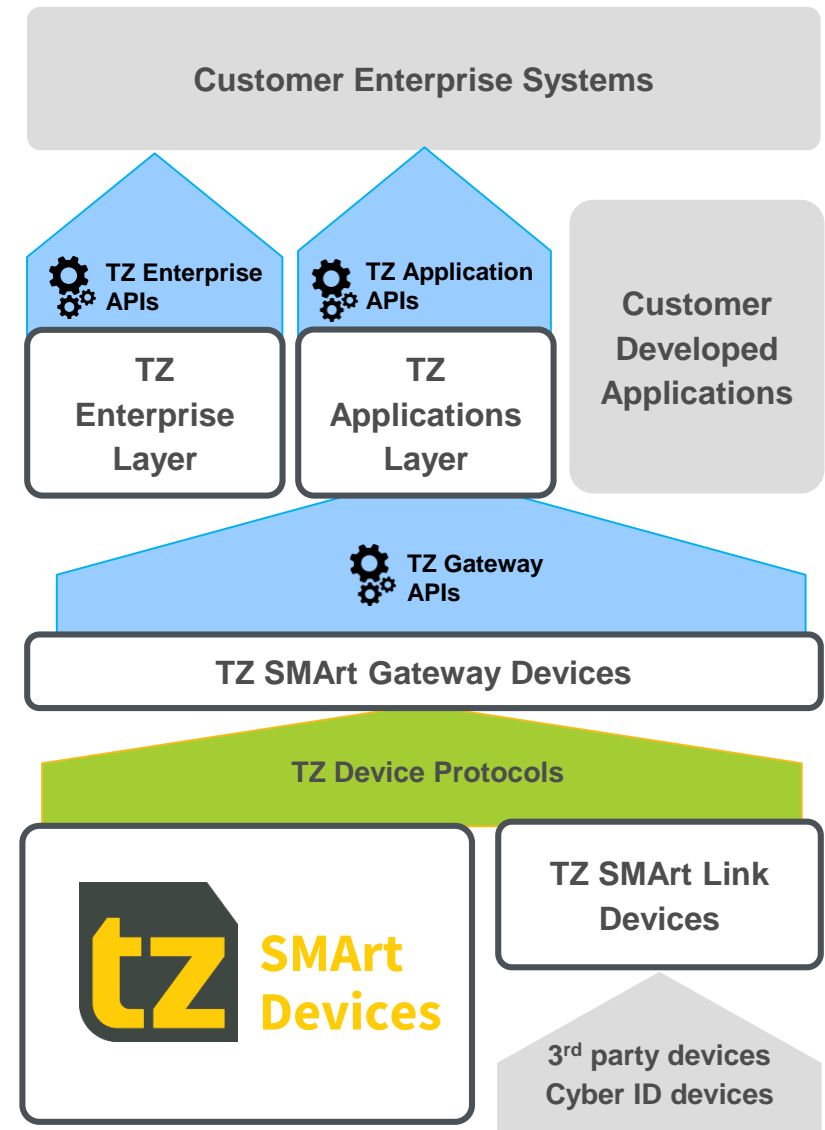 Customer Enterprise Systems
TZ Enterprise
APIs
TZ Application
APIs
Customer
Developed
Applications
TZ
Enterprise
Layer
TZ
Applications
Layer
TZ Gateway
APIs
TZ SMArt Gateway Devices
TZ Device Protocols
tz
SMArt
Devices
TZ SMArt Link
Devices
3rd party devices
Cyber ID devices